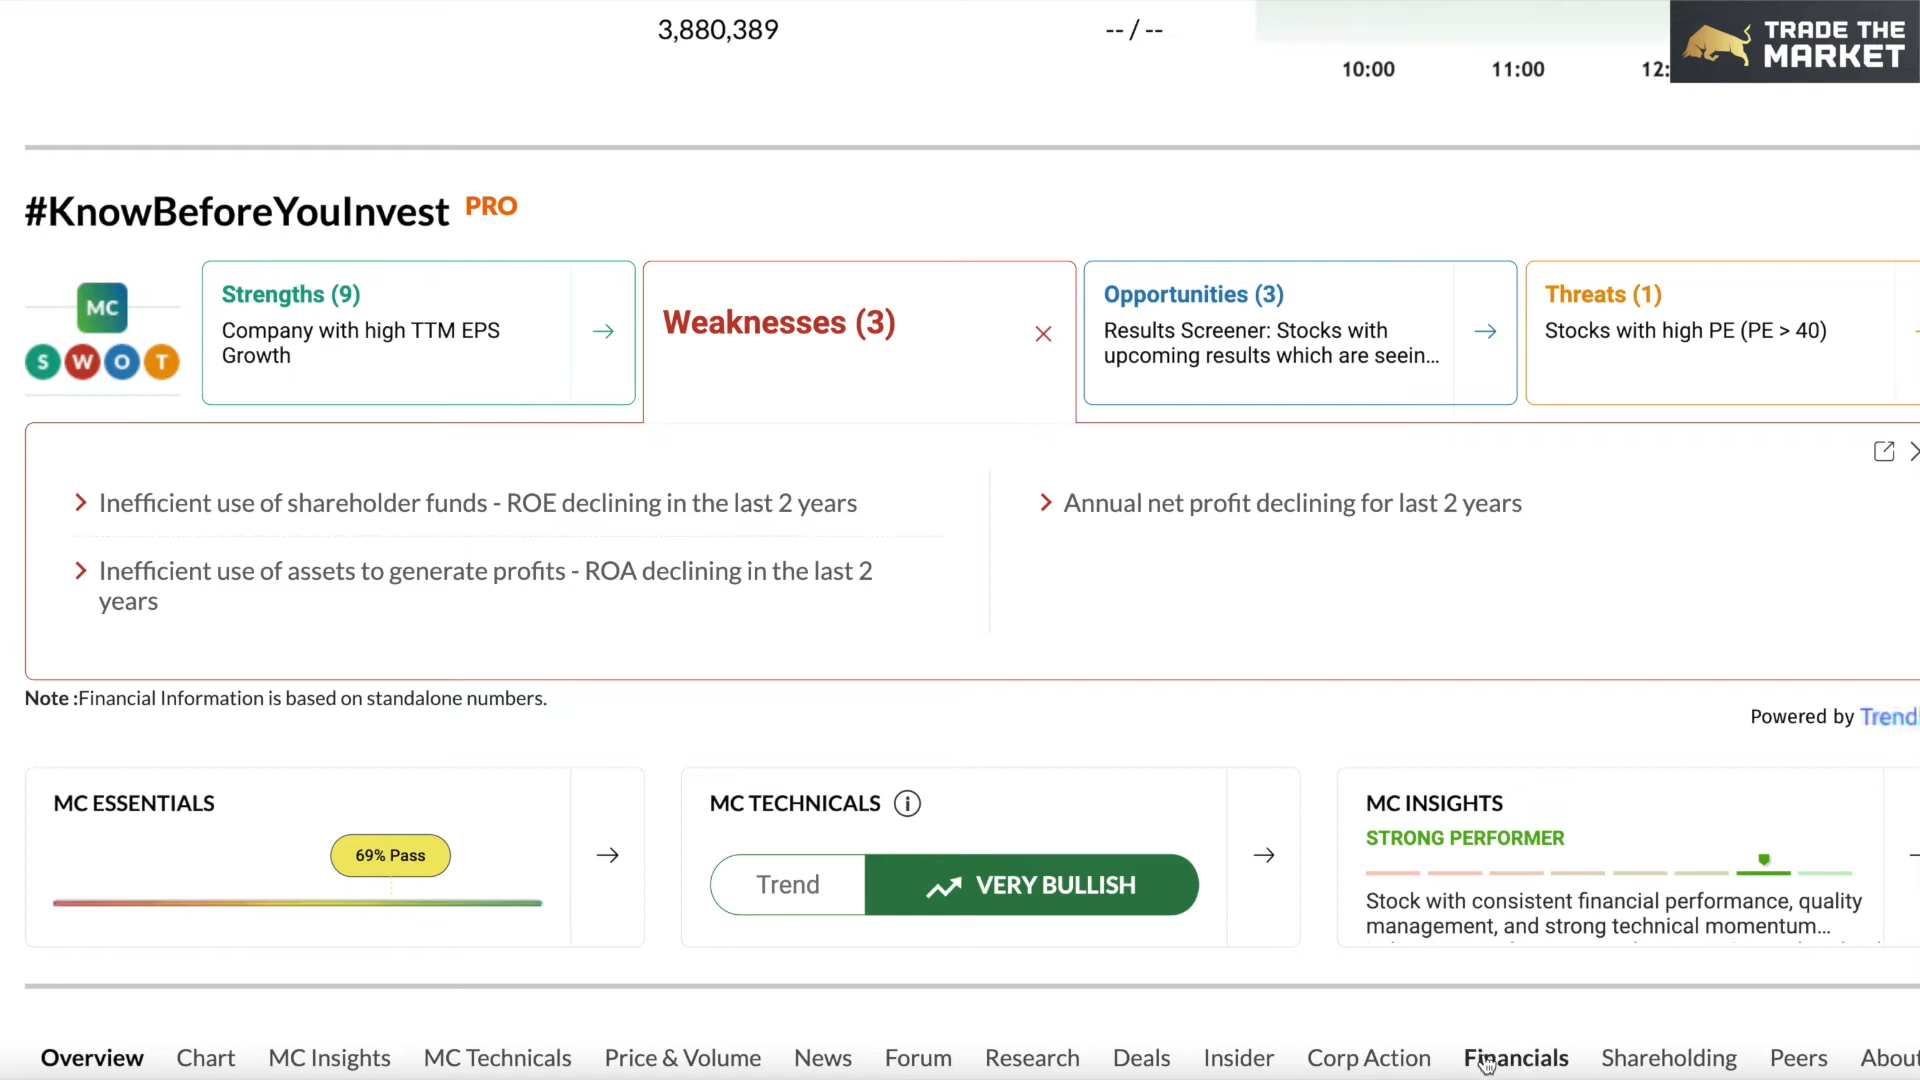 3,880,389
-- / --
10:00
11:00
12:
TRADE THE
MARKET
#KnowBeforeYouInvest PRO
MC
S W O T
Strengths (9)
Company with high TTM EPS
Growth
Weaknesses (3)
Opportunities (3)
Results Screener: Stocks with
upcoming results which are seein...
Threats (1)
Stocks with high PE (PE > 40)
Inefficient use of shareholder funds - ROE declining in the last 2 years
Inefficient use of assets to generate profits - ROA declining in the last 2
years
Annual net profit declining for last 2 years
Note :Financial Information is based on standalone numbers.
Powered by Trend
MC ESSENTIALS
69% Pass
MC TECHNICALS
Trend
VERY BULLISH
MC INSIGHTS
STRONG PERFORMER
Stock with consistent financial performance, quality
management, and strong technical momentum...
Overview Chart MC Insights MC Technicals Price & Volume News Forum Research Deals Insider Corp Action Financials Shareholding Peers About